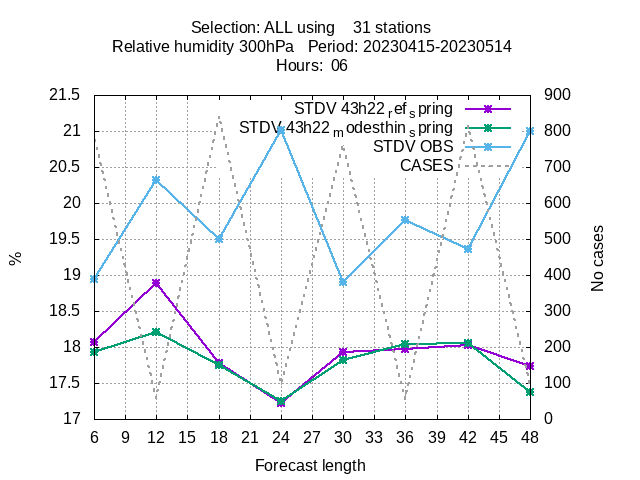 Selection: ALL using    31 stations
Relative humidity 300hPa   Period: 20230415-20230514
Hours:  06
STDV 43h22_ref_spring
STDV 43h22_modesthin_spring
STDV OBS
CASES
21.5
21
20.5
20
19.5
19
18.5
18
17.5
17
%
900
800
700
600
500
400
300
200
100
0
No cases
6 9 12 15 18 21 24 27 30 33 36 39 42 45 48
Forecast length